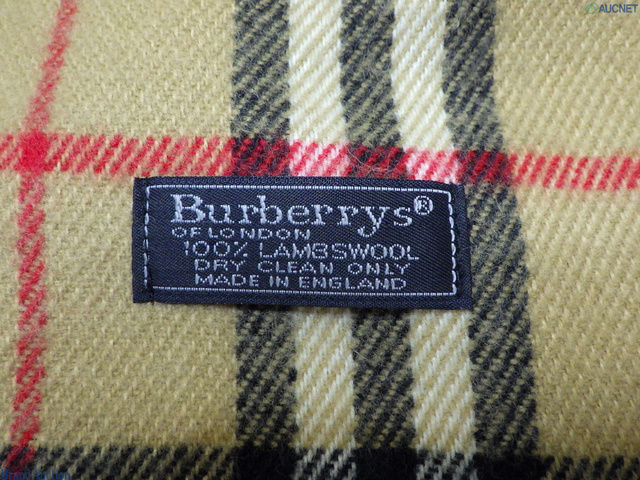 AUCNET
Burberrys®
OF LONDON
100% LAMBSWOOL
DRY CLEAN ONLY
MADE IN ENGLAND